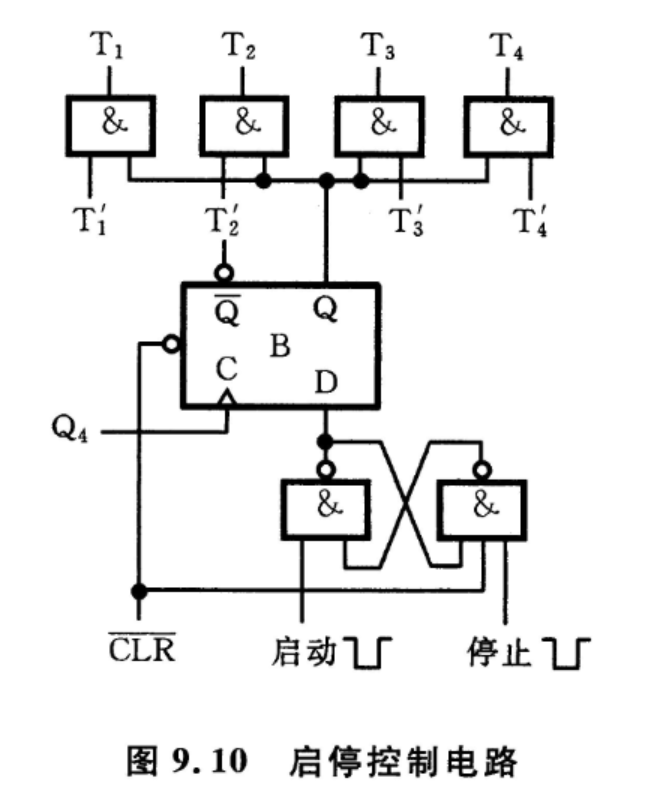 T₁ T₂ T₃ T₄
& & & &
T₁′ T₂′ T₃′ T₄′
Q̅ Q
B
C D
Q₄
& &
C̅L̅R̅ 启动 停止
图 9.10 启停控制电路